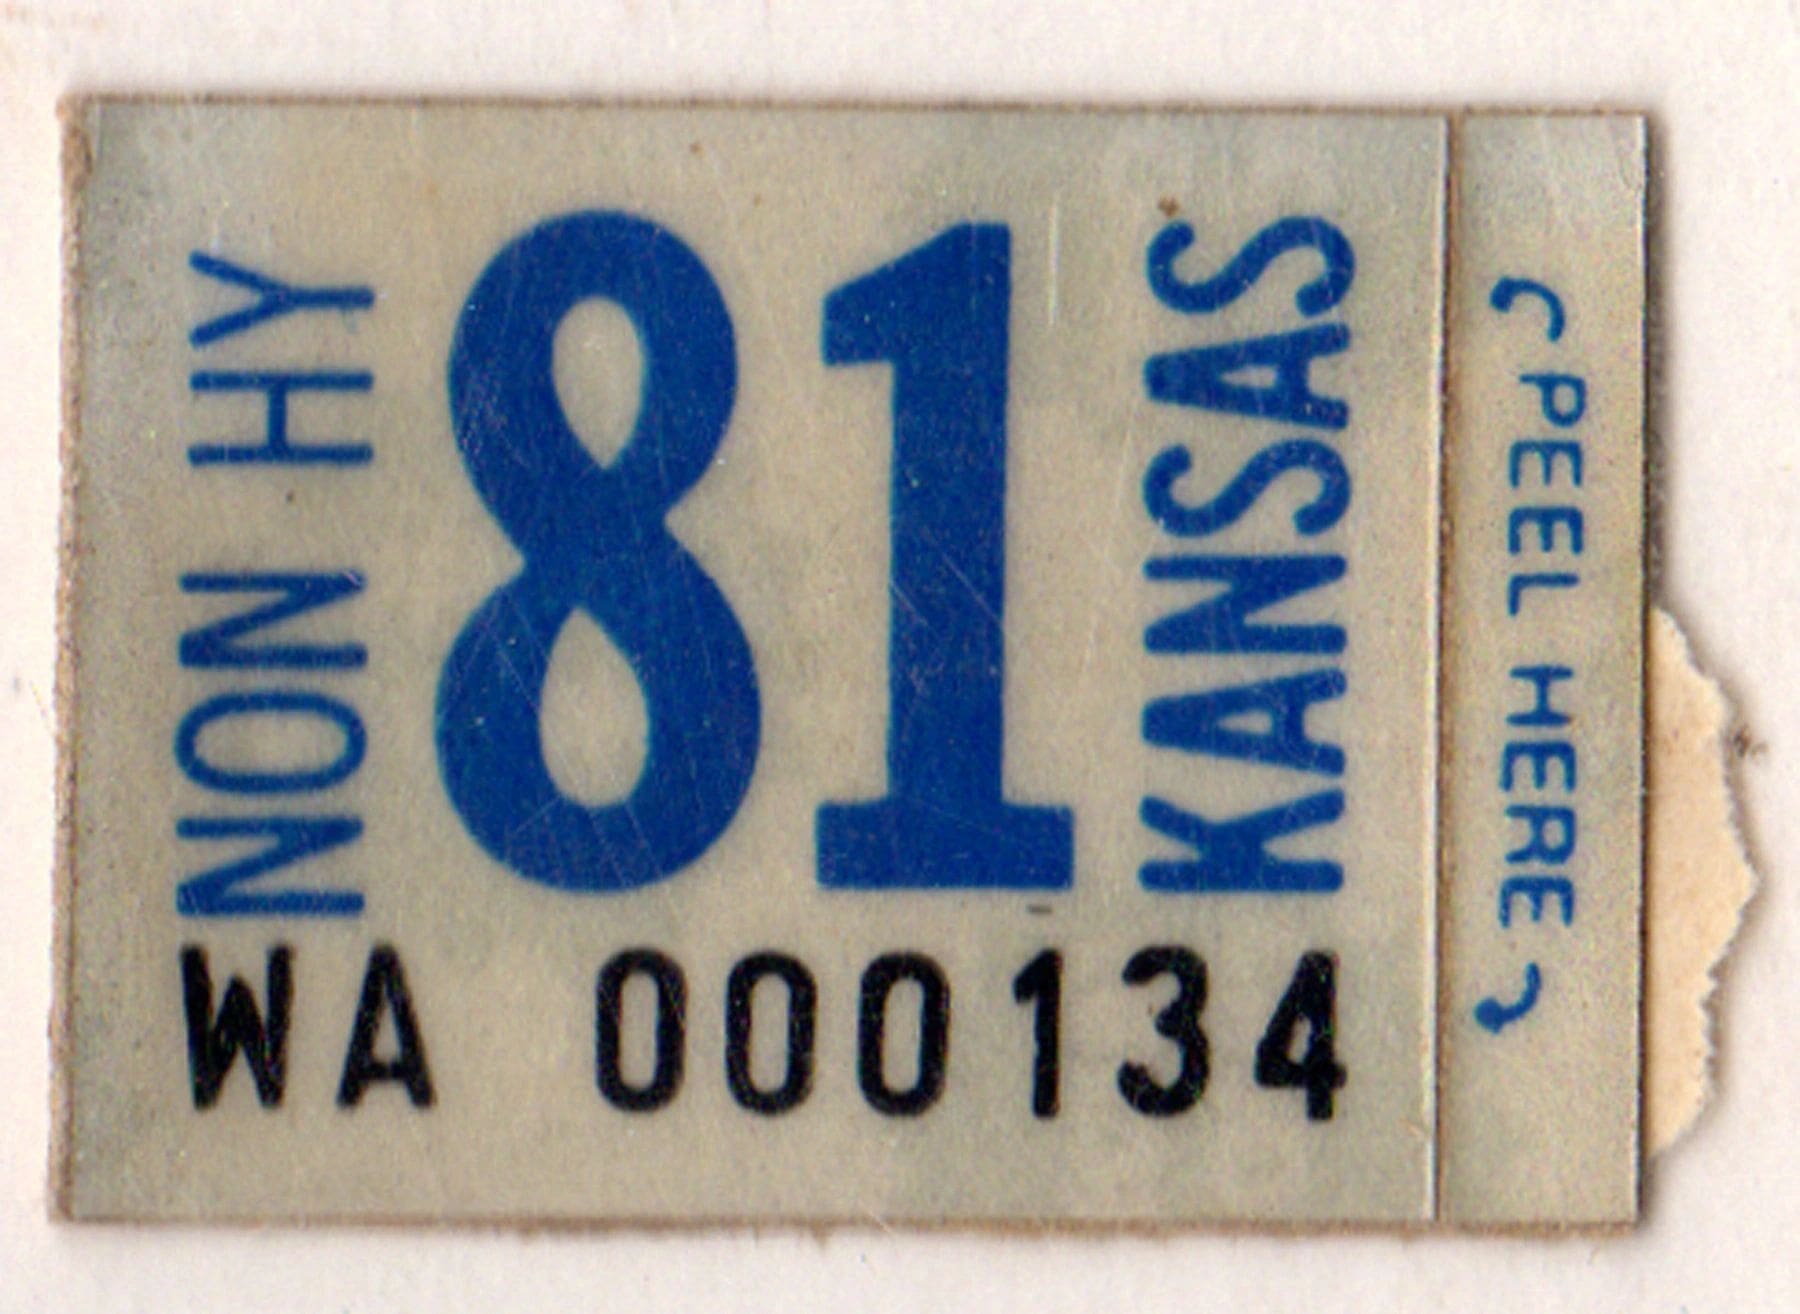 NON HY
81
KANSAS
WA 000134
PEEL HERE